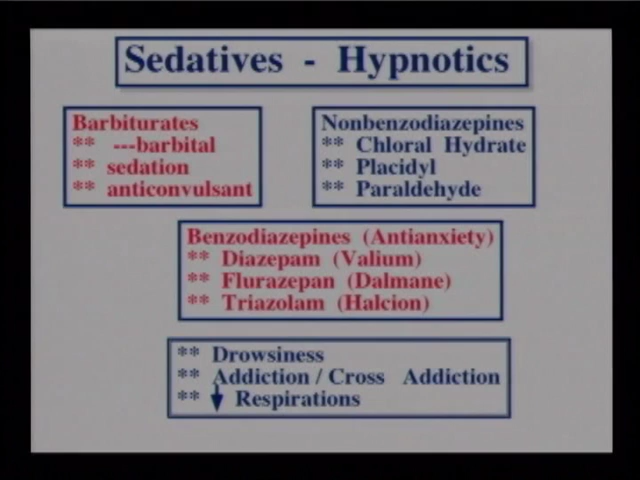 Sedatives - Hypnotics
Barbiturates
** ---barbital
** sedation
** anticonvulsant
Nonbenzodiazepines
** Chloral Hydrate
** Placidyl
** Paraldehyde
Benzodiazepines (Antianxiety)
** Diazepam (Valium)
** Flurazepan (Dalmane)
** Triazolam (Halcion)
** Drowsiness
** Addiction / Cross Addiction
** ↓ Respirations